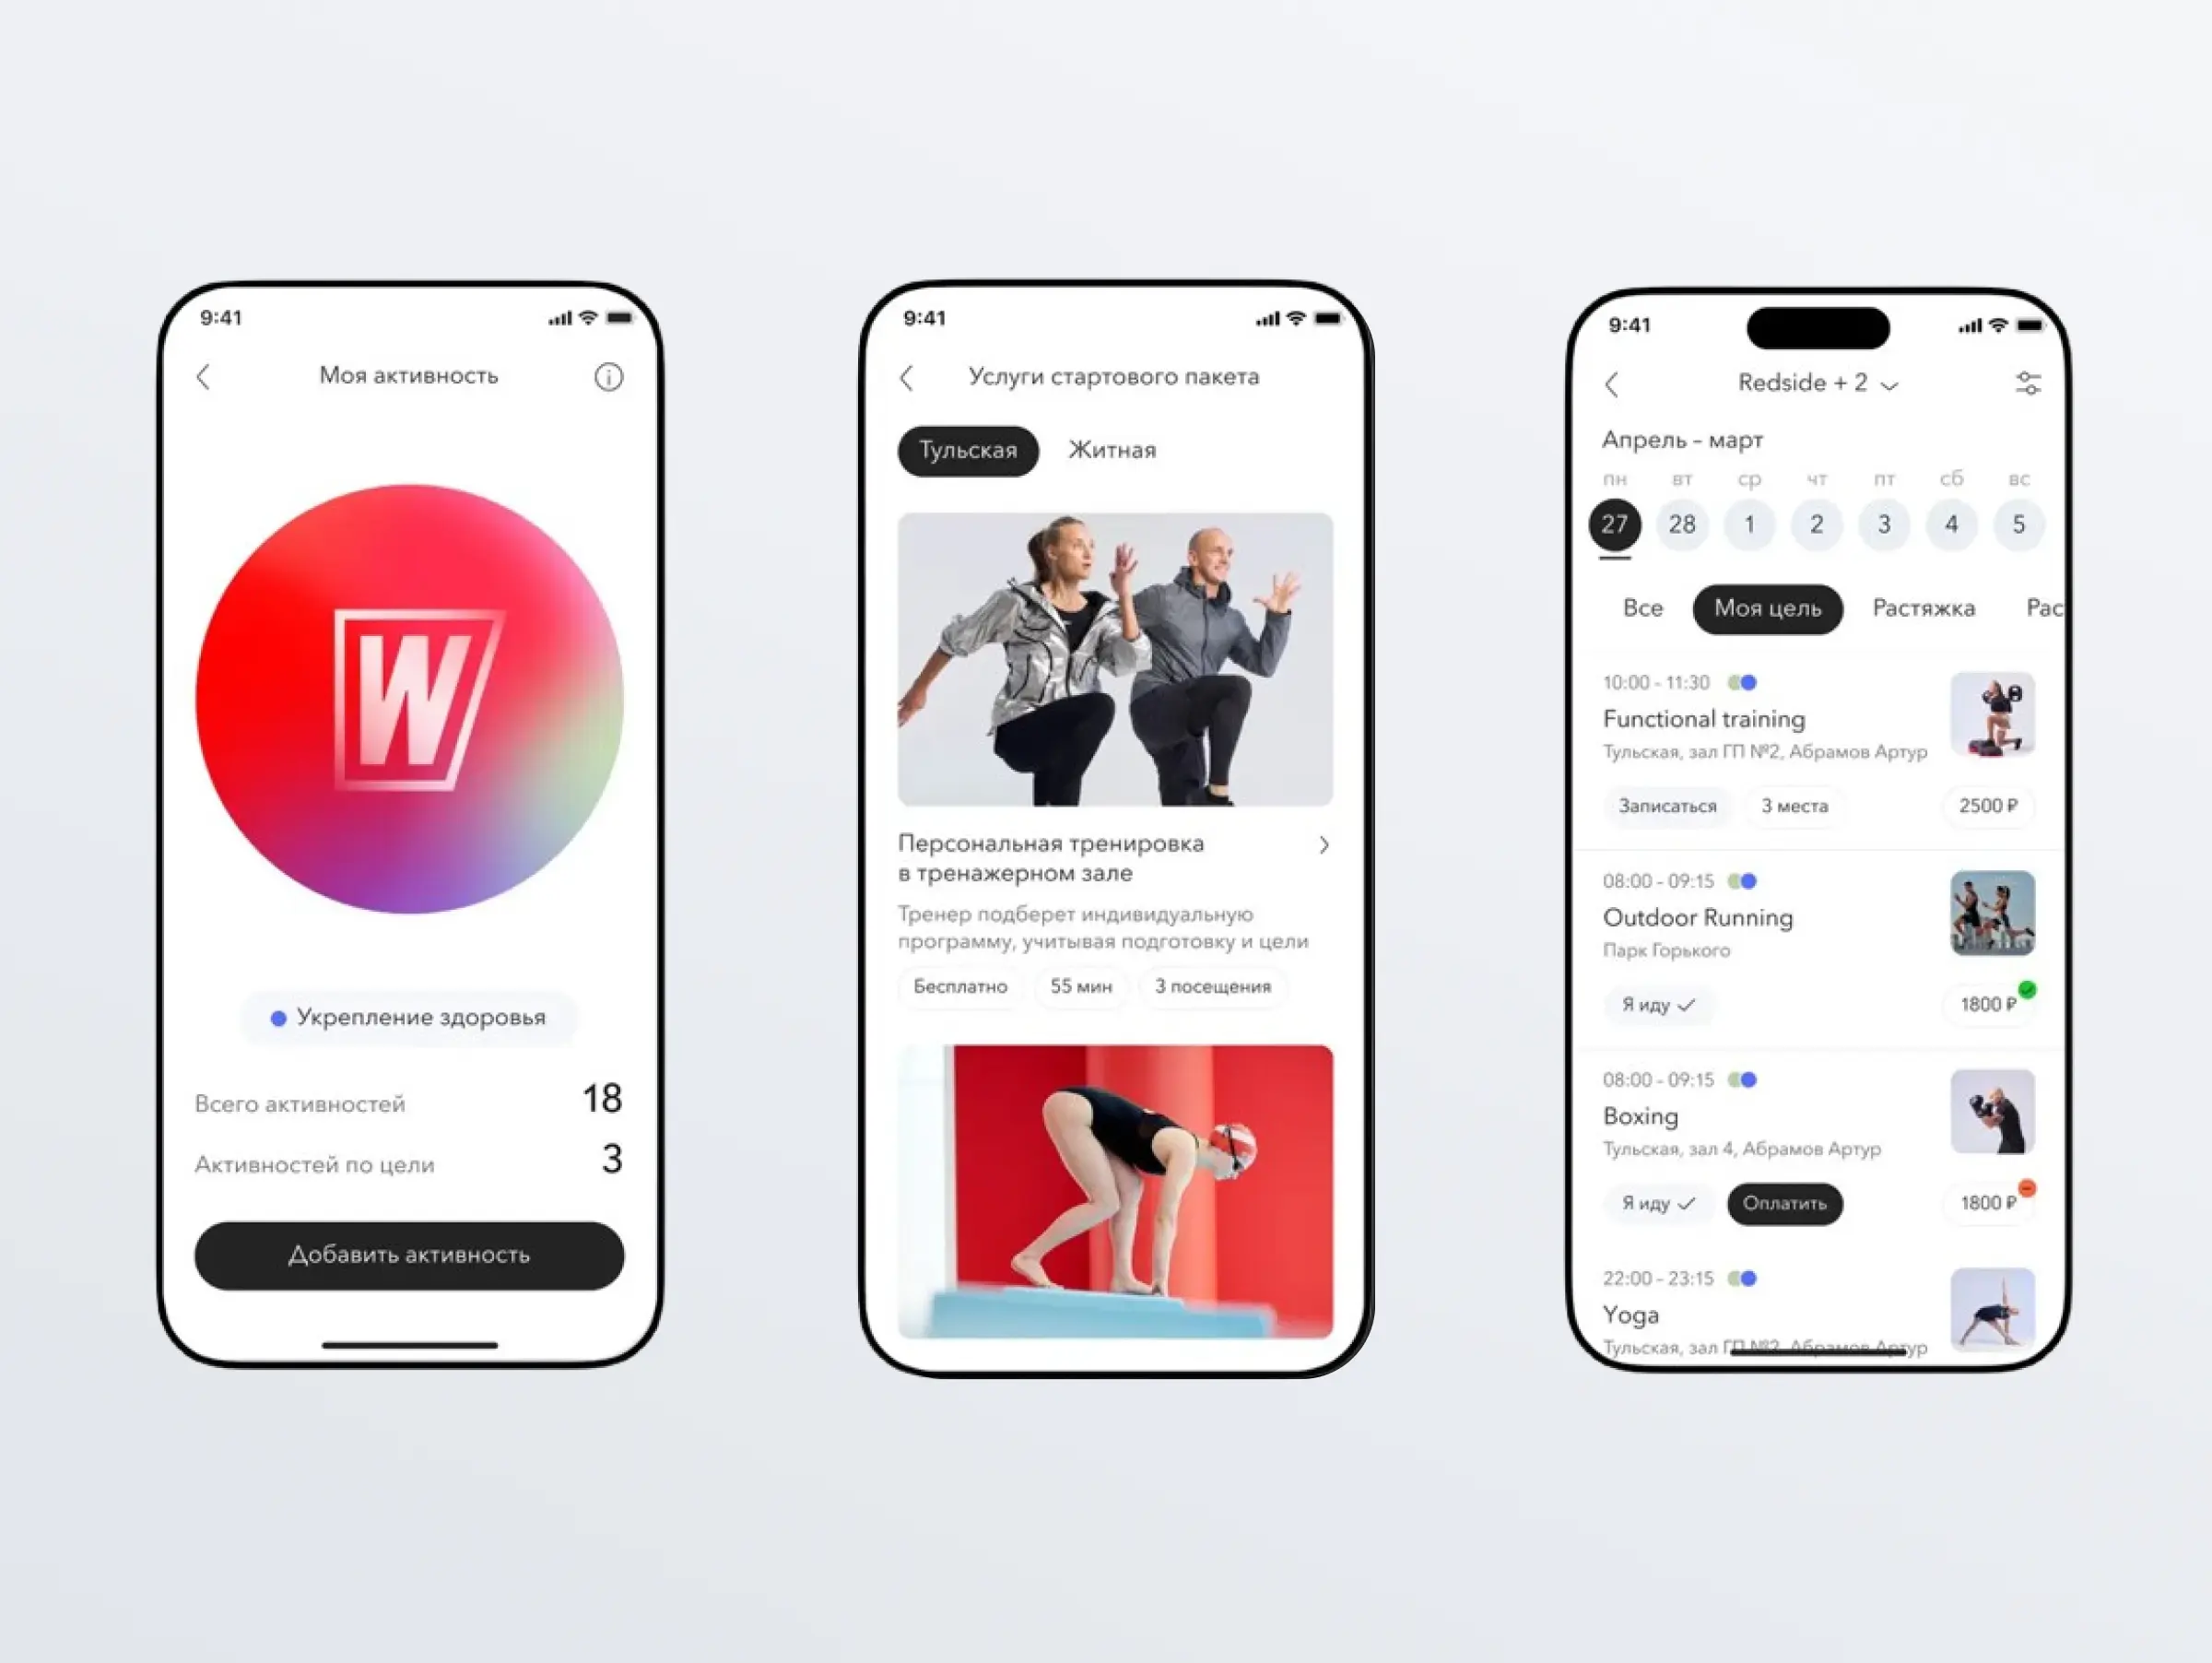 9:41
Моя активность
W
Укрепление здоровья
Всего активностей 18
Активностей по цели 3
Добавить активность
9:41
Услуги стартового пакета
Тульская Житная
Персональная тренировка
в тренажерном зале
Тренер подберет индивидуальную
программу, учитывая подготовку и цели
Бесплатно 55 мин 3 посещения
9:41
Redside + 2
Апрель – март
пн вт ср чт пт сб вс
27 28 1 2 3 4 5
Все Моя цель Растяжка Рас
10:00 - 11:30
Functional training
Тульская, зал ГП №2, Абрамов Артур
Записаться 3 места 2500 ₽
08:00 - 09:15
Outdoor Running
Парк Горького
Я иду 1800 ₽
08:00 - 09:15
Boxing
Тульская, зал 4, Абрамов Артур
Я иду Оплатить 1800 ₽
22:00 - 23:15
Yoga
Тульская, зал ГП №2, Абрамов Артур